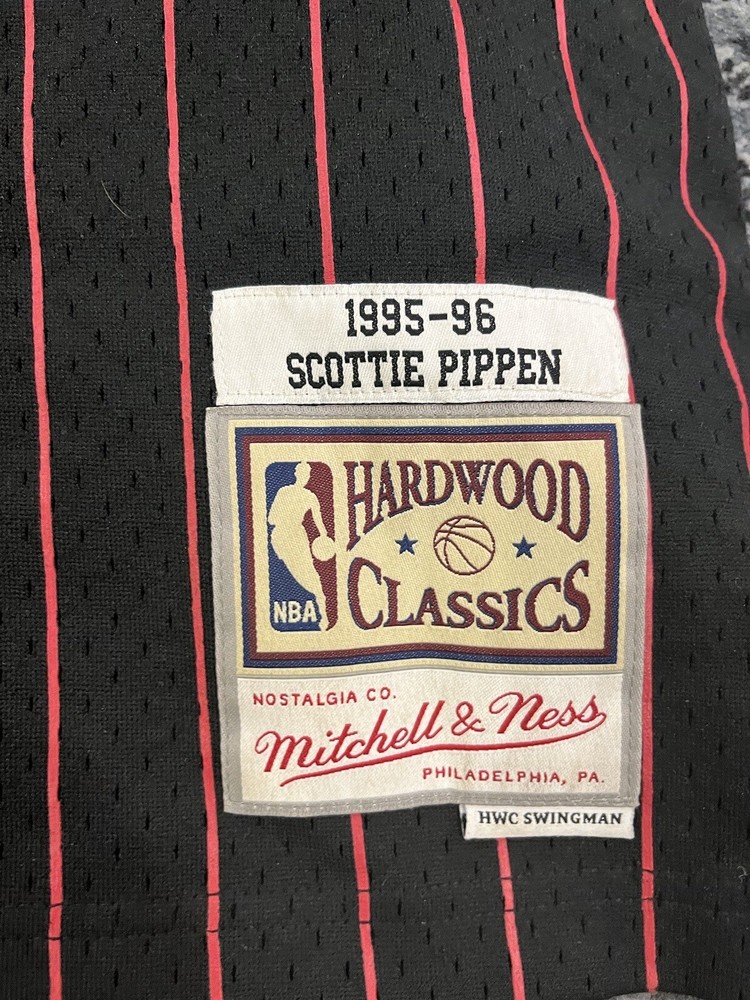 1995-96
SCOTTIE PIPPEN
HARDWOOD
NBA
CLASSICS
NOSTALGIA CO.
Mitchell & Ness
PHILADELPHIA, PA.
HWC SWINGMAN